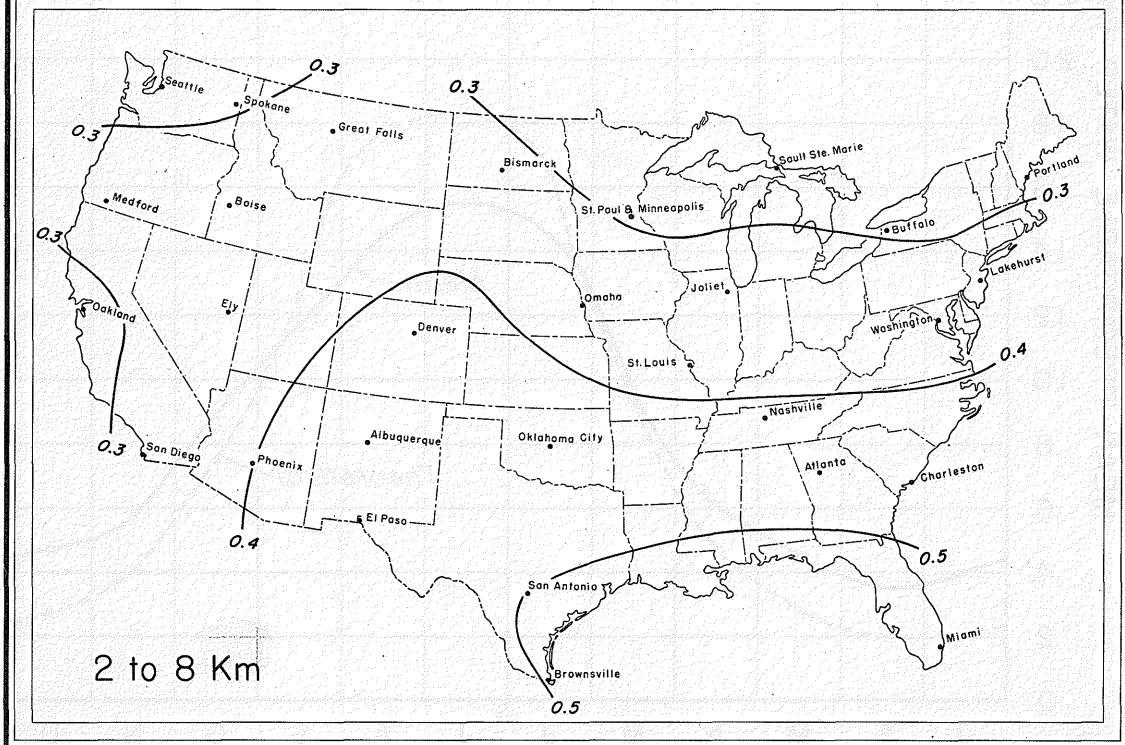 0.3
0.3
Seattle
Spokane
0.3
Great Falls
Sault Ste. Marie
Bismarck
Portland
Medford
Boise
St. Paul & Minneapolis
0.3
0.3
Buffalo
Lakehurst
Omaha
Joliet
Oakland
Ely
Washington
Denver
0.4
St. Louis
Nashville
0.3
San Diego
Albuquerque
Oklahoma City
Phoenix
Atlanta
Charleston
El Paso
0.4
0.5
San Antonio
Miami
2 to 8 Km
Brownsville
0.5